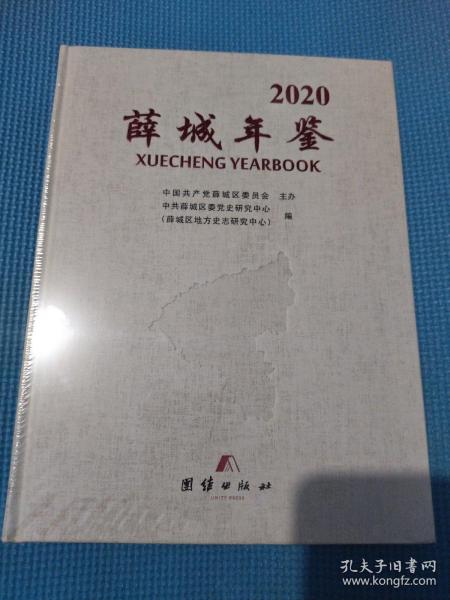 2020
薛城年鉴
XUECHENG YEARBOOK
中国共产党薛城区委员会 主办
中共薛城区委党史研究中心
(薛城区地方史志研究中心) 编
團结出版社
UNITY PRESS
孔夫子旧书网
www.kongfz.com